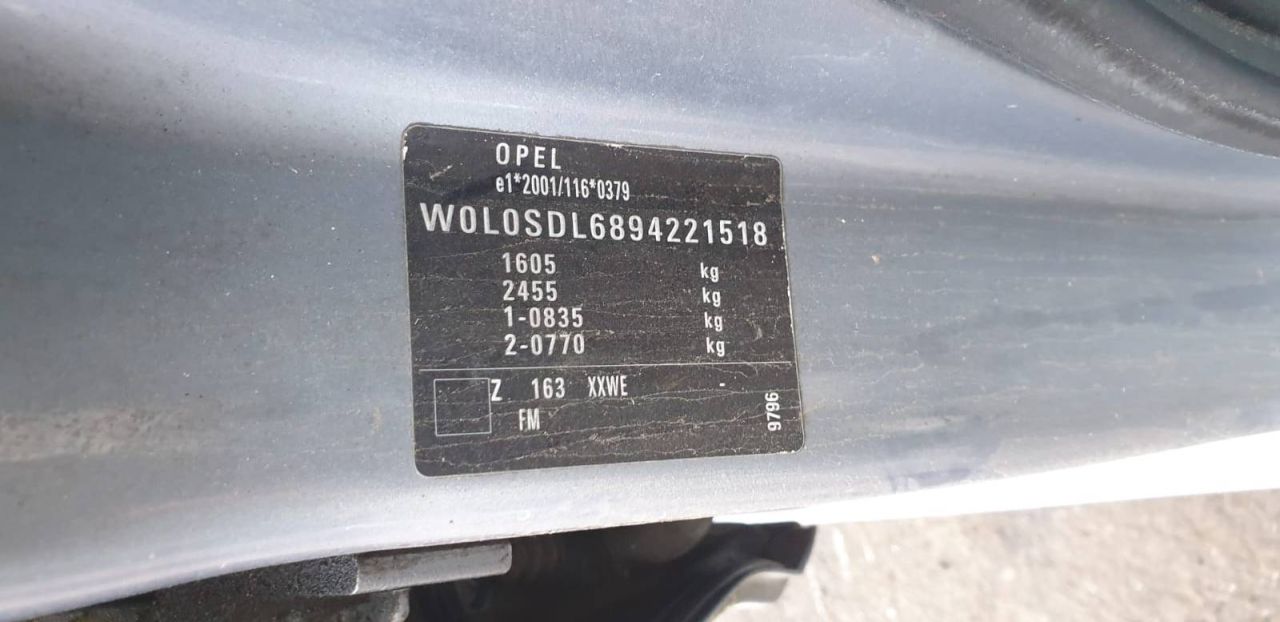 OPEL
e1*2001/116*0379
W0L0SDL6894221518
1605 kg
2455 kg
1-0835 kg
2-0770 kg
Z 163 XXWE -
FM
9796